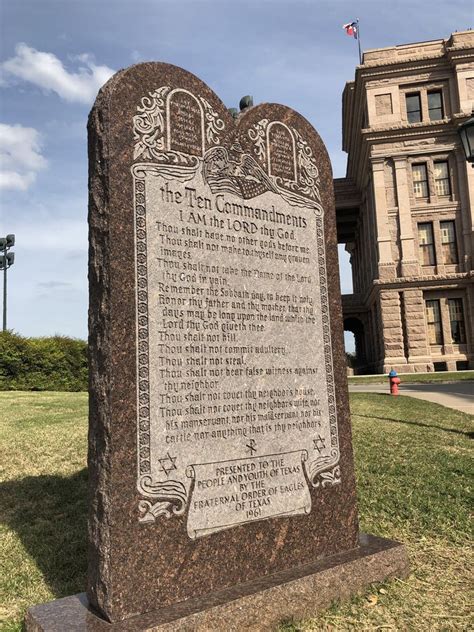 the Ten Commandments
I AM the LORD thy God
Thou shalt have no other gods before me.
Thou shalt not make to thyself any graven
images.
Thou shalt not take the Name of the Lord
thy God in vain.
Remember the Sabbath day, to keep it holy.
Honor thy father and thy mother that thy
days may be long upon the land which the
Lord thy God giveth thee.
Thou shalt not kill.
Thou shalt not commit adultery.
Thou shalt not steal.
Thou shalt not bear false witness against
thy neighbor.
Thou shalt not covet thy neighbor's house.
Thou shalt not covet thy neighbor's wife nor
his manservant nor his maidservant nor his
cattle nor anything that is thy neighbor's.
PRESENTED TO THE
PEOPLE AND YOUTH OF TEXAS
BY THE
FRATERNAL ORDER OF EAGLES
OF TEXAS
1961